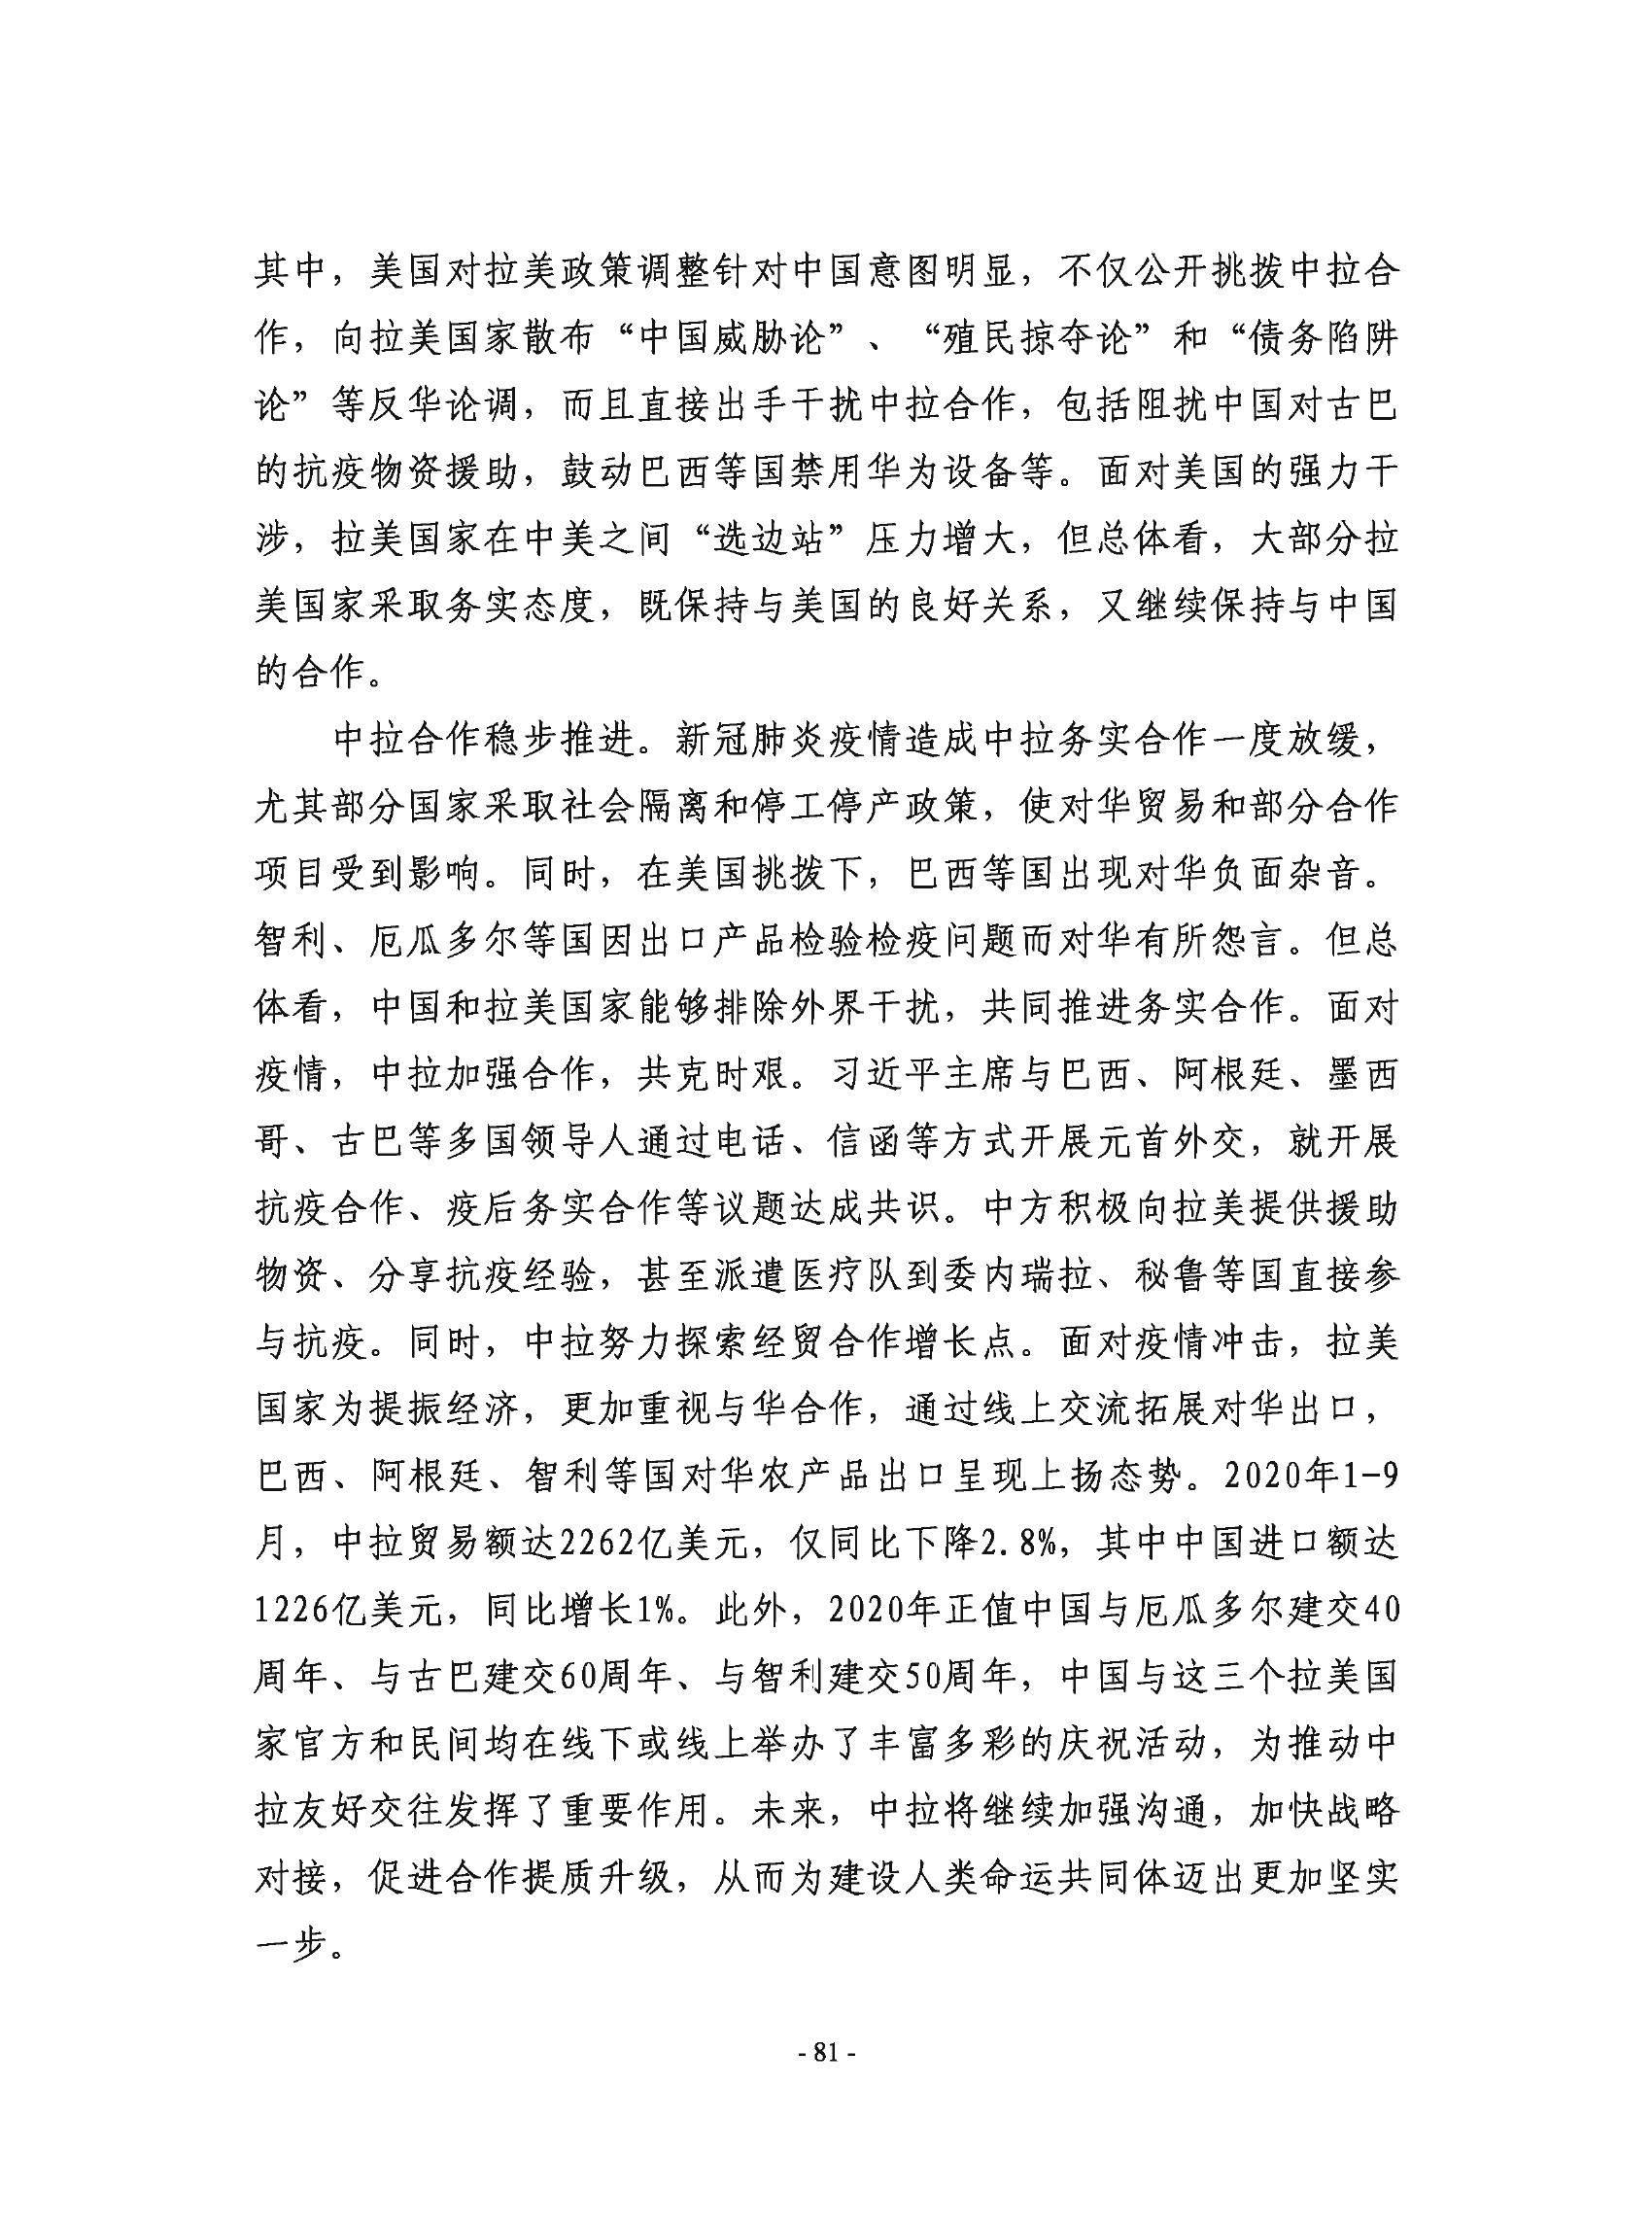 其中，美国对拉美政策调整针对中国意图明显，不仅公开挑拨中拉合
作，向拉美国家散布“中国威胁论”、“殖民掠夺论”和“债务陷阱
论”等反华论调，而且直接出手干扰中拉合作，包括阻扰中国对古巴
的抗疫物资援助，鼓动巴西等国禁用华为设备等。面对美国的强力干
涉，拉美国家在中美之间“选边站”压力增大，但总体看，大部分拉
美国家采取务实态度，既保持与美国的良好关系，又继续保持与中国
的合作。
中拉合作稳步推进。新冠肺炎疫情造成中拉务实合作一度放缓，
尤其部分国家采取社会隔离和停工停产政策，使对华贸易和部分合作
项目受到影响。同时，在美国挑拨下，巴西等国出现对华负面杂音。
智利、厄瓜多尔等国因出口产品检验检疫问题而对华有所怨言。但总
体看，中国和拉美国家能够排除外界干扰，共同推进务实合作。面对
疫情，中拉加强合作，共克时艰。习近平主席与巴西、阿根廷、墨西
哥、古巴等多国领导人通过电话、信函等方式开展元首外交，就开展
抗疫合作、疫后务实合作等议题达成共识。中方积极向拉美提供援助
物资、分享抗疫经验，甚至派遣医疗队到委内瑞拉、秘鲁等国直接参
与抗疫。同时，中拉努力探索经贸合作增长点。面对疫情冲击，拉美
国家为提振经济，更加重视与华合作，通过线上交流拓展对华出口，
巴西、阿根廷、智利等国对华农产品出口呈现上扬态势。2020年1-9
月，中拉贸易额达2262亿美元，仅同比下降2.8%，其中中国进口额达
1226亿美元，同比增长1%。此外，2020年正值中国与厄瓜多尔建交40
周年、与古巴建交60周年、与智利建交50周年，中国与这三个拉美国
家官方和民间均在线下或线上举办了丰富多彩的庆祝活动，为推动中
拉友好交往发挥了重要作用。未来，中拉将继续加强沟通，加快战略
对接，促进合作提质升级，从而为建设人类命运共同体迈出更加坚实
一步。
- 81 -